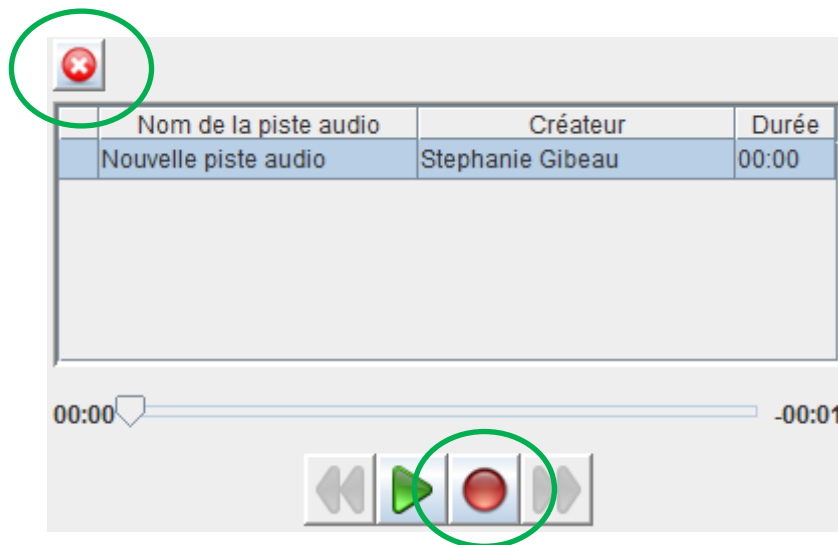 Nom de la piste audio Créateur Durée
Nouvelle piste audio Stephanie Gibeau 00:00
00:00 -00:01